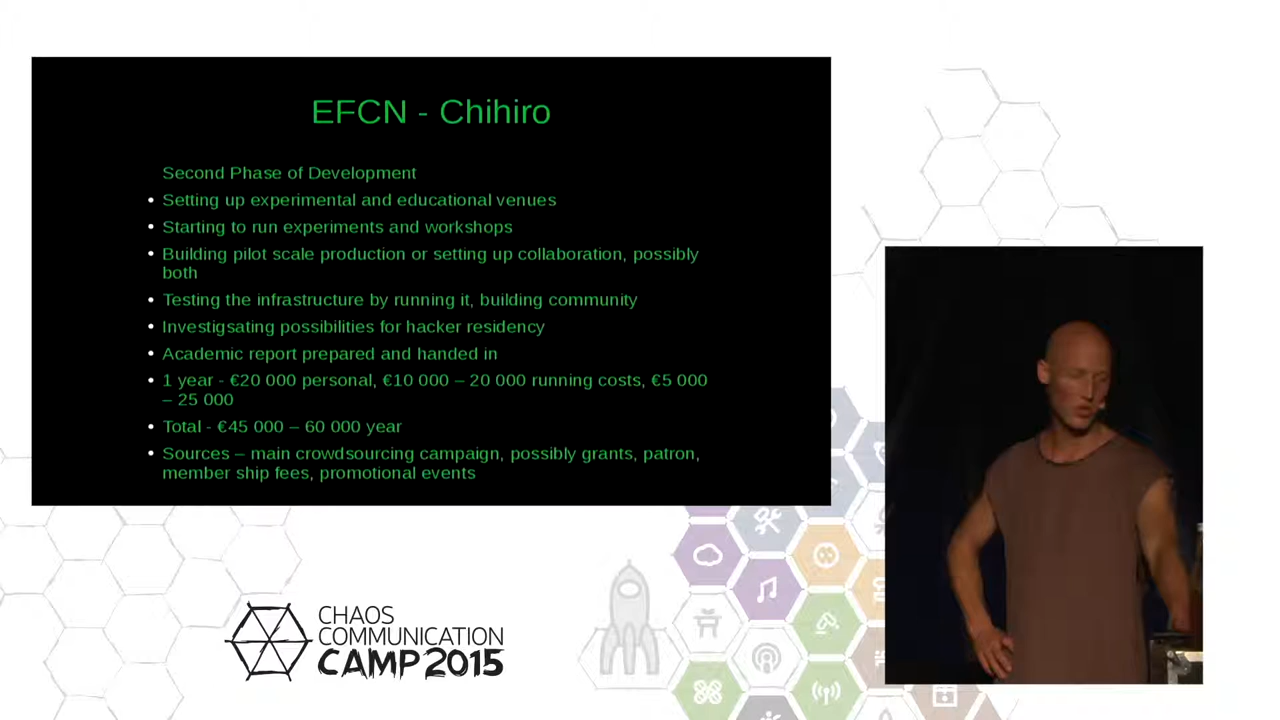 EFCN - Chihiro
Second Phase of Development
• Setting up experimental and educational venues
• Starting to run experiments and workshops
• Building pilot scale production or setting up collaboration, possibly
both
• Testing the infrastructure by running it, building community
• Investigsating possibilities for hacker residency
• Academic report prepared and handed in
• 1 year - €20 000 personal, €10 000 – 20 000 running costs, €5 000
– 25 000
• Total - €45 000 – 60 000 year
• Sources – main crowdsourcing campaign, possibly grants, patron,
member ship fees, promotional events
CHAOS
COMMUNICATION
CAMP 2015